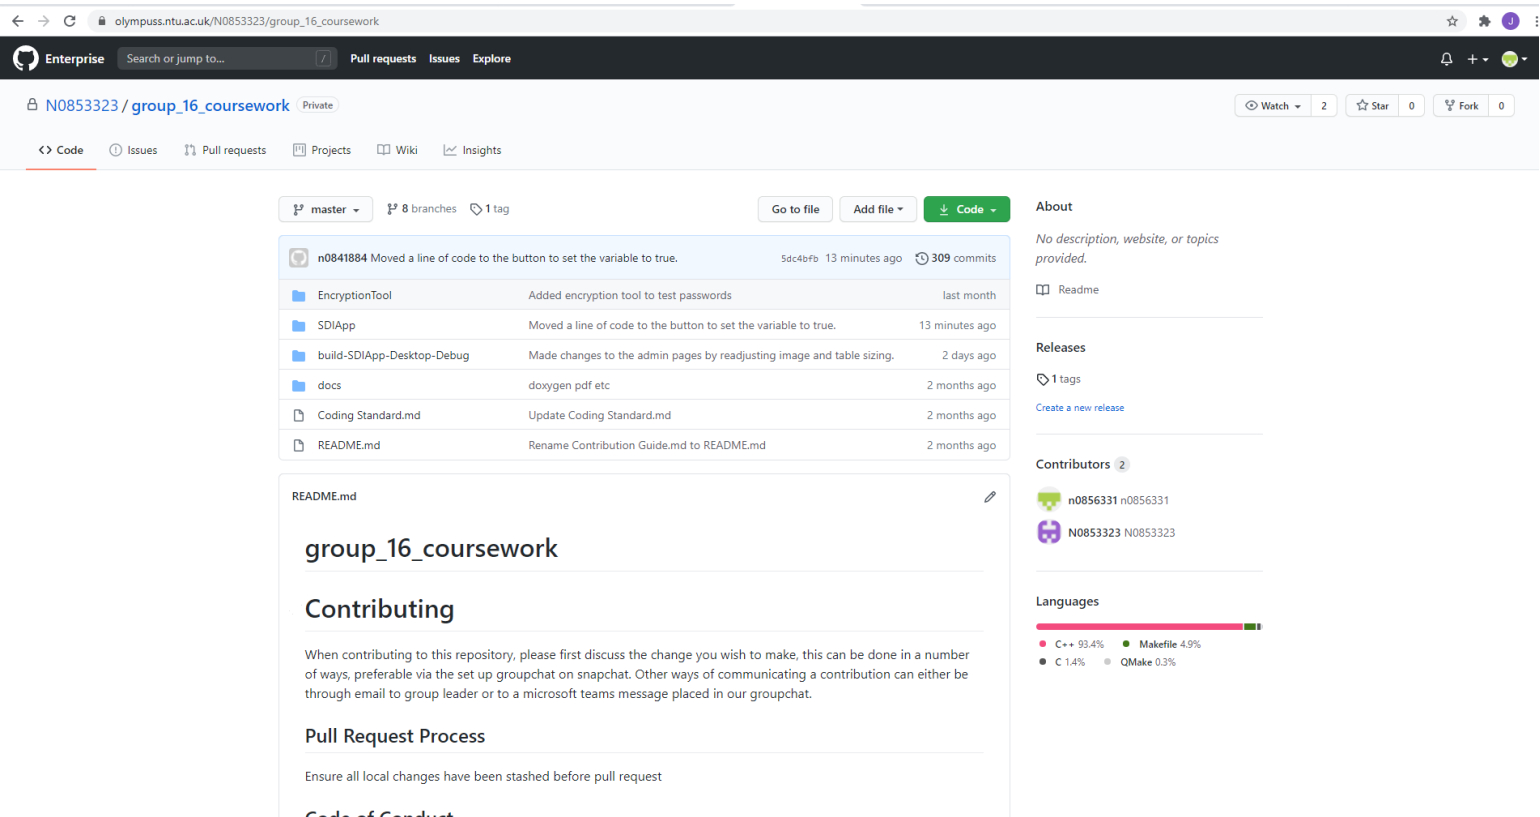 olympuss.ntu.ac.uk/N0853323/group_16_coursework
J
Enterprise Search or jump to... / Pull requests Issues Explore
N0853323 / group_16_coursework Private
Watch 2 Star 0 Fork 0
Code Issues Pull requests Projects Wiki Insights
master 8 branches 1 tag Go to file Add file Code
n0841884 Moved a line of code to the button to set the variable to true. 5dc4bfb 13 minutes ago 309 commits
EncryptionTool Added encryption tool to test passwords last month
SDIApp Moved a line of code to the button to set the variable to true. 13 minutes ago
build-SDIApp-Desktop-Debug Made changes to the admin pages by readjusting image and table sizing. 2 days ago
docs doxygen pdf etc 2 months ago
Coding Standard.md Update Coding Standard.md 2 months ago
README.md Rename Contribution Guide.md to README.md 2 months ago
README.md
group_16_coursework
Contributing
When contributing to this repository, please first discuss the change you wish to make, this can be done in a number
of ways, preferable via the set up groupchat on snapchat. Other ways of communicating a contribution can either be
through email to group leader or to a microsoft teams message placed in our groupchat.
Pull Request Process
Ensure all local changes have been stashed before pull request
Code of Conduct
About
No description, website, or topics
provided.
Readme
Releases
1 tags
Create a new release
Contributors 2
n0856331 n0856331
N0853323 N0853323
Languages
C++ 93.4% Makefile 4.9%
C 1.4% QMake 0.3%